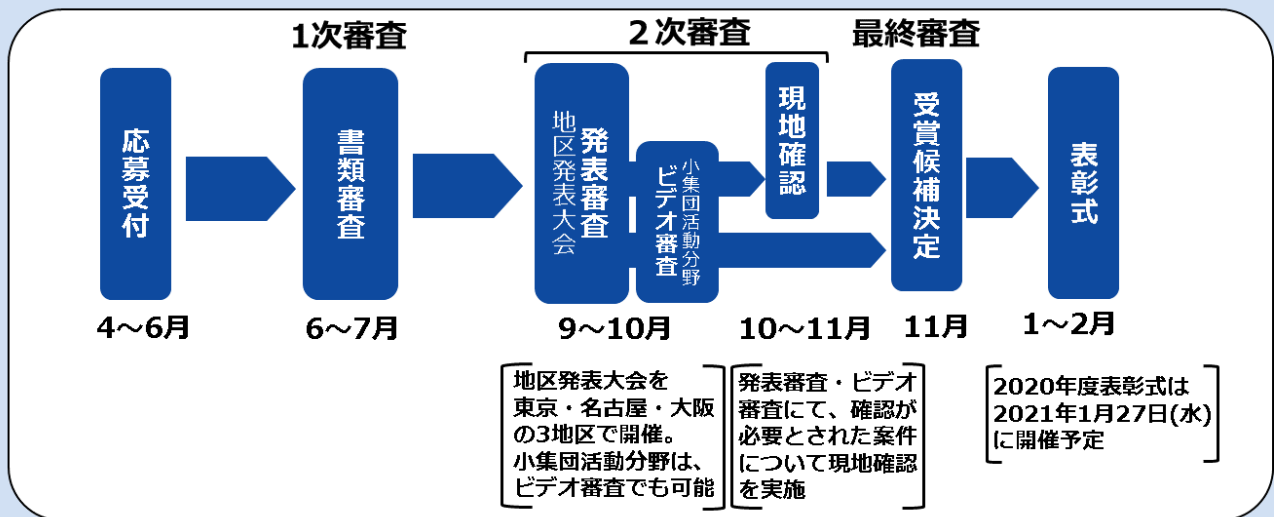 1次審査
２次審査
最終審査
応募受付
書類審査
発表審査
地区発表大会
小集団活動分野
ビデオ審査
現地確認
受賞候補決定
表彰式
4～6月
6～7月
9～10月
10～11月
11月
1～2月
地区発表大会を
東京・名古屋・大阪
の3地区で開催。
小集団活動分野は、
ビデオ審査でも可能
発表審査・ビデオ
審査にて、確認が
必要とされた案件
について現地確認
を実施
2020年度表彰式は
2021年1月27日(水)
に開催予定